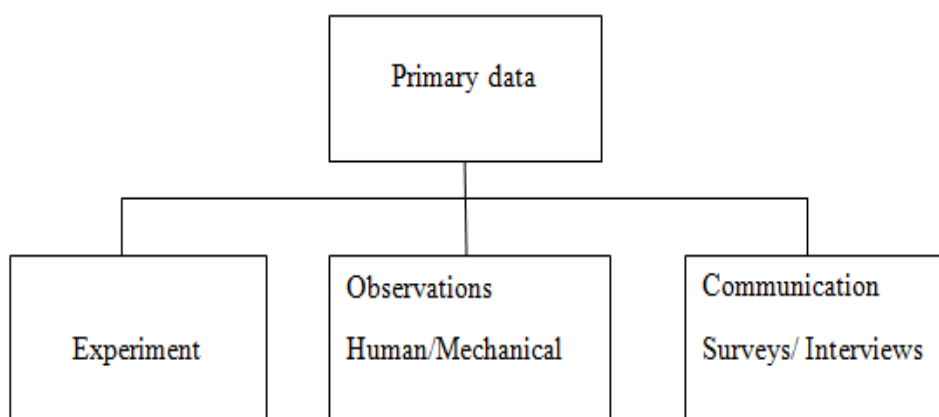 Primary data
Experiment
Observations
Human/Mechanical
Communication
Surveys/ Interviews